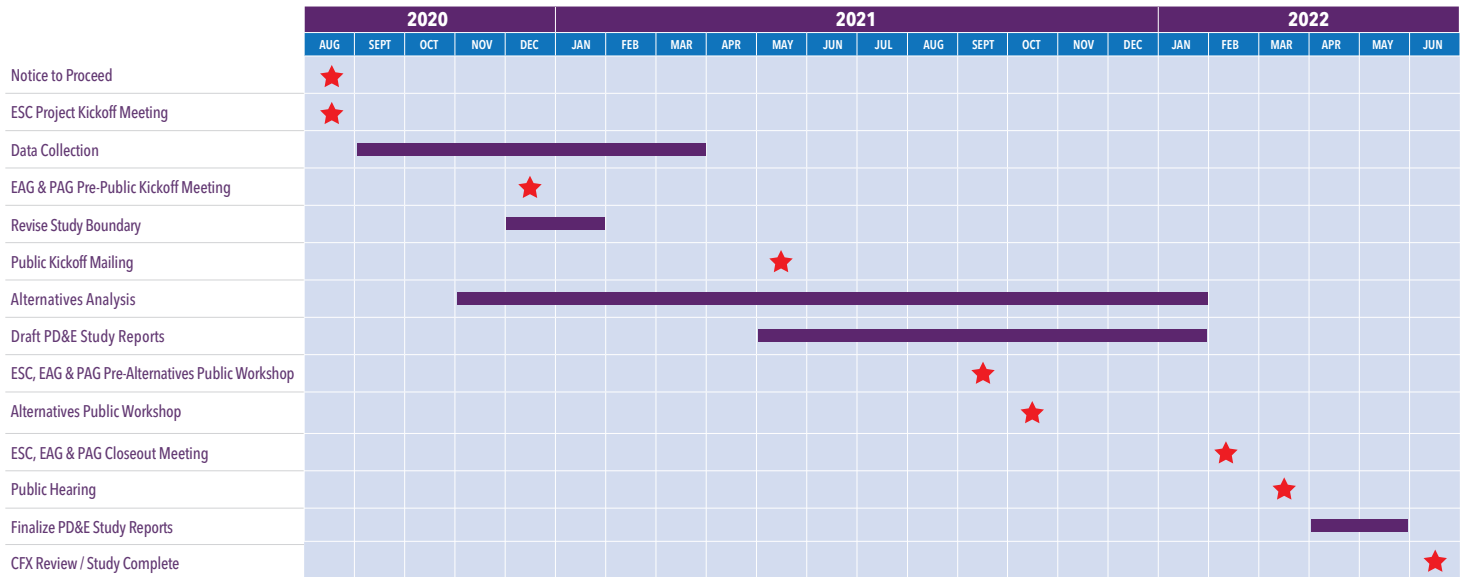 2020 2021 2022
AUG SEPT OCT NOV DEC JAN FEB MAR APR MAY JUN JUL AUG SEPT OCT NOV DEC JAN FEB MAR APR MAY JUN
Notice to Proceed
ESC Project Kickoff Meeting
Data Collection
EAG & PAG Pre-Public Kickoff Meeting
Revise Study Boundary
Public Kickoff Mailing
Alternatives Analysis
Draft PD&E Study Reports
ESC, EAG & PAG Pre-Alternatives Public Workshop
Alternatives Public Workshop
ESC, EAG & PAG Closeout Meeting
Public Hearing
Finalize PD&E Study Reports
CFX Review / Study Complete